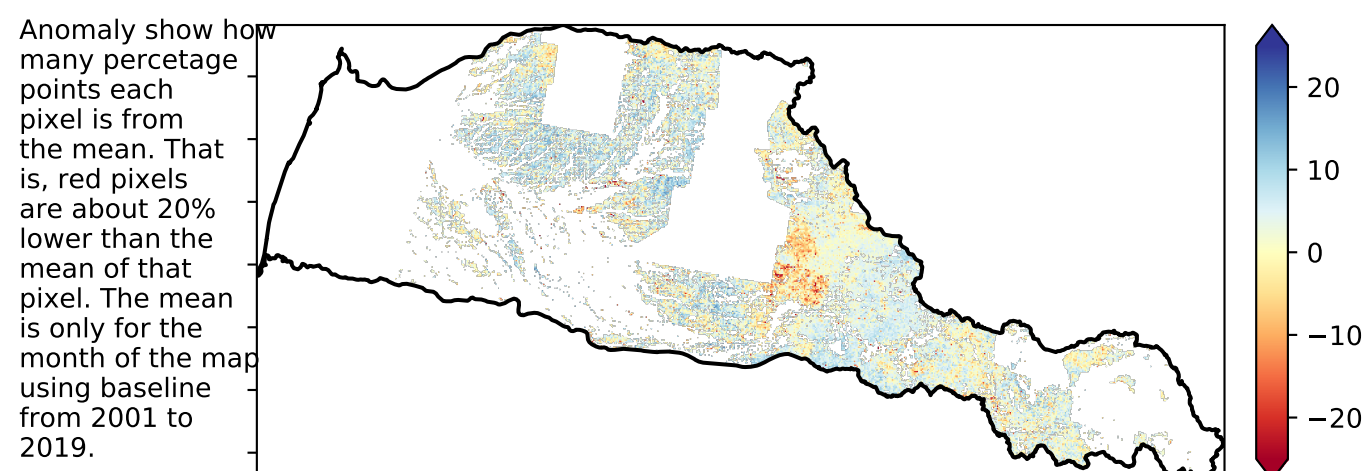 Anomaly show how
many percetage
points each
pixel is from
the mean. That
is, red pixels
are about 20%
lower than the
mean of that
pixel. The mean
is only for the
month of the map
using baseline
from 2001 to
2019.
20
10
0
−10
−20